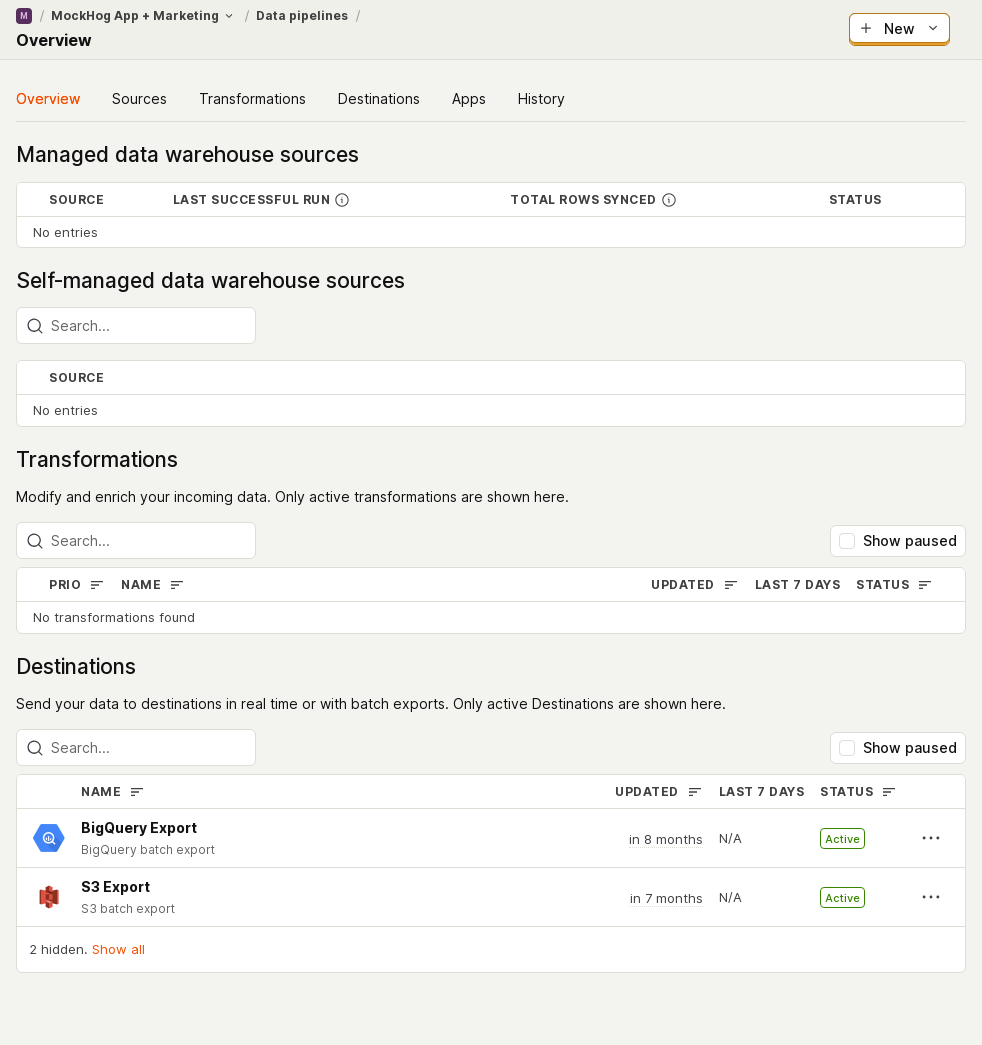 M / MockHog App + Marketing / Data pipelines /
Overview
New
Overview Sources Transformations Destinations Apps History
Managed data warehouse sources
SOURCE LAST SUCCESSFUL RUN TOTAL ROWS SYNCED STATUS
No entries
Self-managed data warehouse sources
Search...
SOURCE
No entries
Transformations
Modify and enrich your incoming data. Only active transformations are shown here.
Search... Show paused
PRIO NAME UPDATED LAST 7 DAYS STATUS
No transformations found
Destinations
Send your data to destinations in real time or with batch exports. Only active Destinations are shown here.
Search... Show paused
NAME UPDATED LAST 7 DAYS STATUS
BigQuery Export
BigQuery batch export
in 8 months N/A Active
S3 Export
S3 batch export
in 7 months N/A Active
2 hidden. Show all